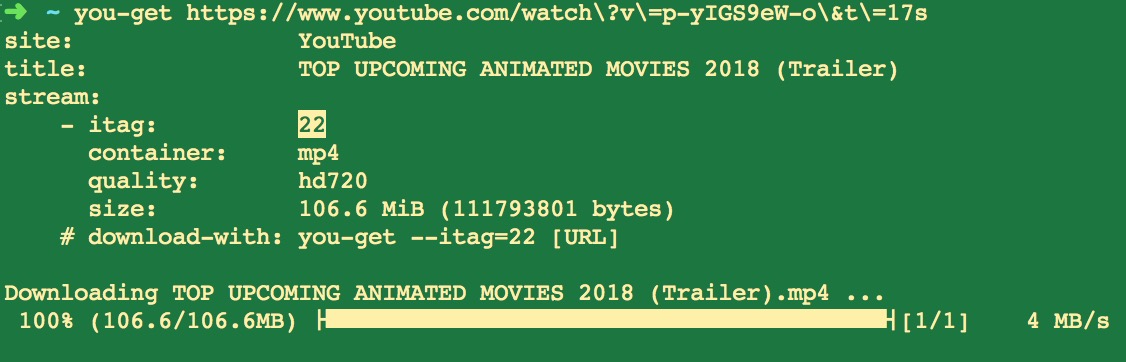 ➜ ~ you-get https://www.youtube.com/watch\?v\=p-yIGS9eW-o\&t\=17s
site: YouTube
title: TOP UPCOMING ANIMATED MOVIES 2018 (Trailer)
stream:
- itag: 22
container: mp4
quality: hd720
size: 106.6 MiB (111793801 bytes)
# download-with: you-get --itag=22 [URL]
Downloading TOP UPCOMING ANIMATED MOVIES 2018 (Trailer).mp4 ...
100% (106.6/106.6MB) ├██████████████████████████████████████████┤[1/1] 4 MB/s